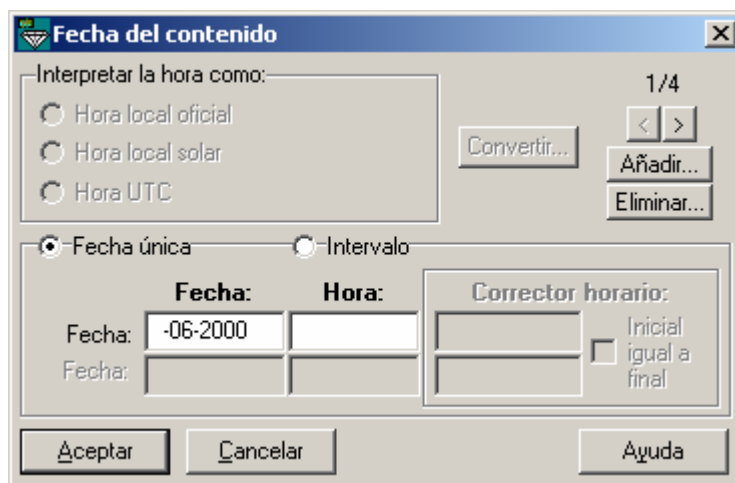 Fecha del contenido
Interpretar la hora como:
Hora local oficial
Hora local solar
Hora UTC
Convertir...
1/4
< >
Añadir...
Eliminar...
Fecha única Intervalo
Fecha: Hora: Corrector horario:
Fecha: -06-2000
Fecha:
Inicial
igual a
final
Aceptar Cancelar Ayuda